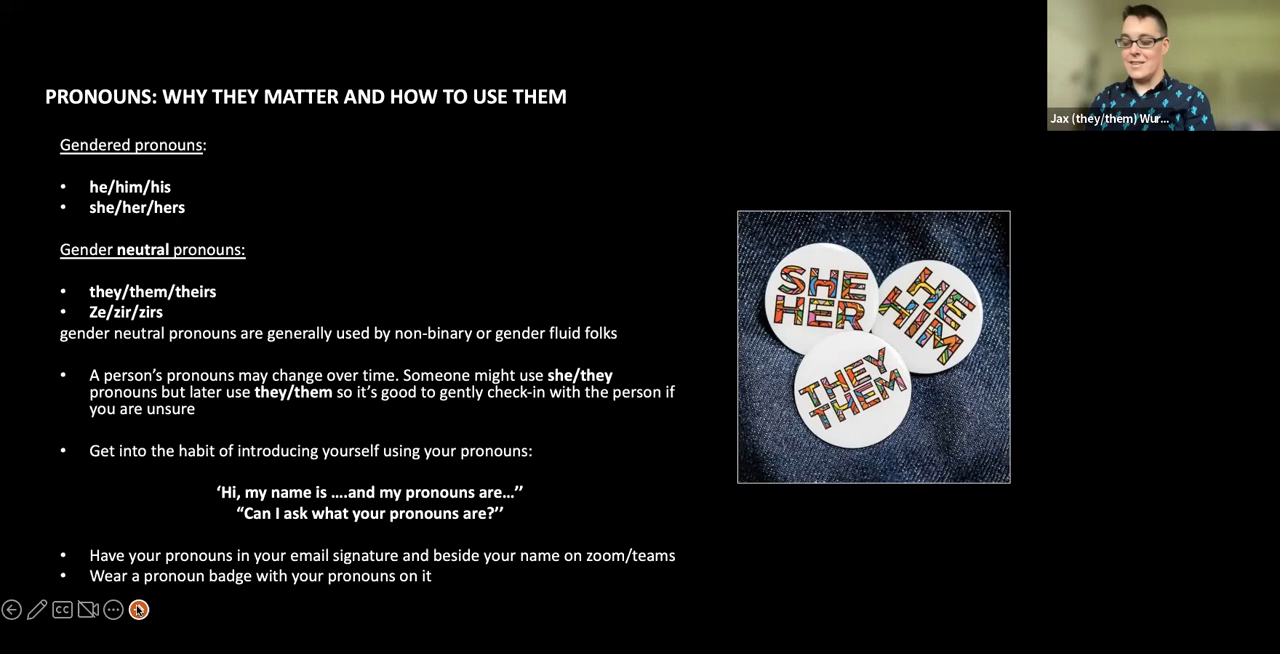 PRONOUNS: WHY THEY MATTER AND HOW TO USE THEM
Gendered pronouns:
• he/him/his
• she/her/hers
Gender neutral pronouns:
• they/them/theirs
• Ze/zir/zirs
gender neutral pronouns are generally used by non-binary or gender fluid folks
• A person’s pronouns may change over time. Someone might use she/they
pronouns but later use they/them so it’s good to gently check-in with the person if
you are unsure
• Get into the habit of introducing yourself using your pronouns:
‘Hi, my name is ....and my pronouns are…’’
“Can I ask what your pronouns are?’’
• Have your pronouns in your email signature and beside your name on zoom/teams
• Wear a pronoun badge with your pronouns on it
CC
SHE
HER
HE
HIM
THEY
THEM
Jax (they/them) Wur...